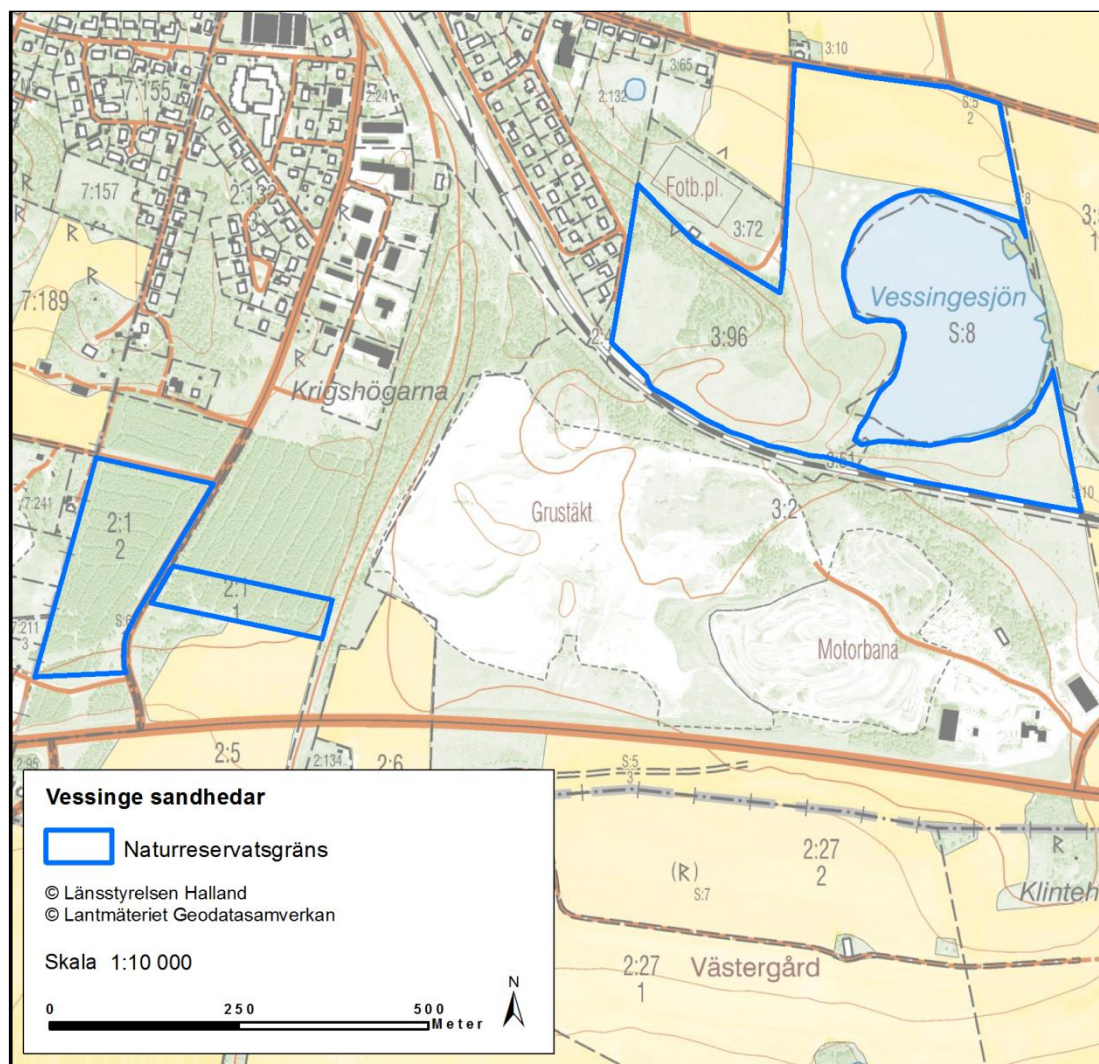 3:10
7:155
1
3:65
2:24
2:132
1
S:5
2
7:157
R
R
2:132
3
Fotb.pl.
R
R
3:72
7:189
R
Vessingesjön
S:8
R
3:96
Krigshögarna
3:51
S:10
7:241
2:1
2
Grustäkt
3:2
2:1
1
S:6
7:211
3
Motorbana
2:5
2:95
2:134
2:6
S:5
3
Vessinge sandhedar
Naturreservatsgräns
© Länsstyrelsen Halland
© Lantmäteriet Geodatasamverkan
Skala 1:10 000
N
0 250 500
Meter
2:27
2
R
(R)
S:7
Klinteh
Västergård
2:27
1